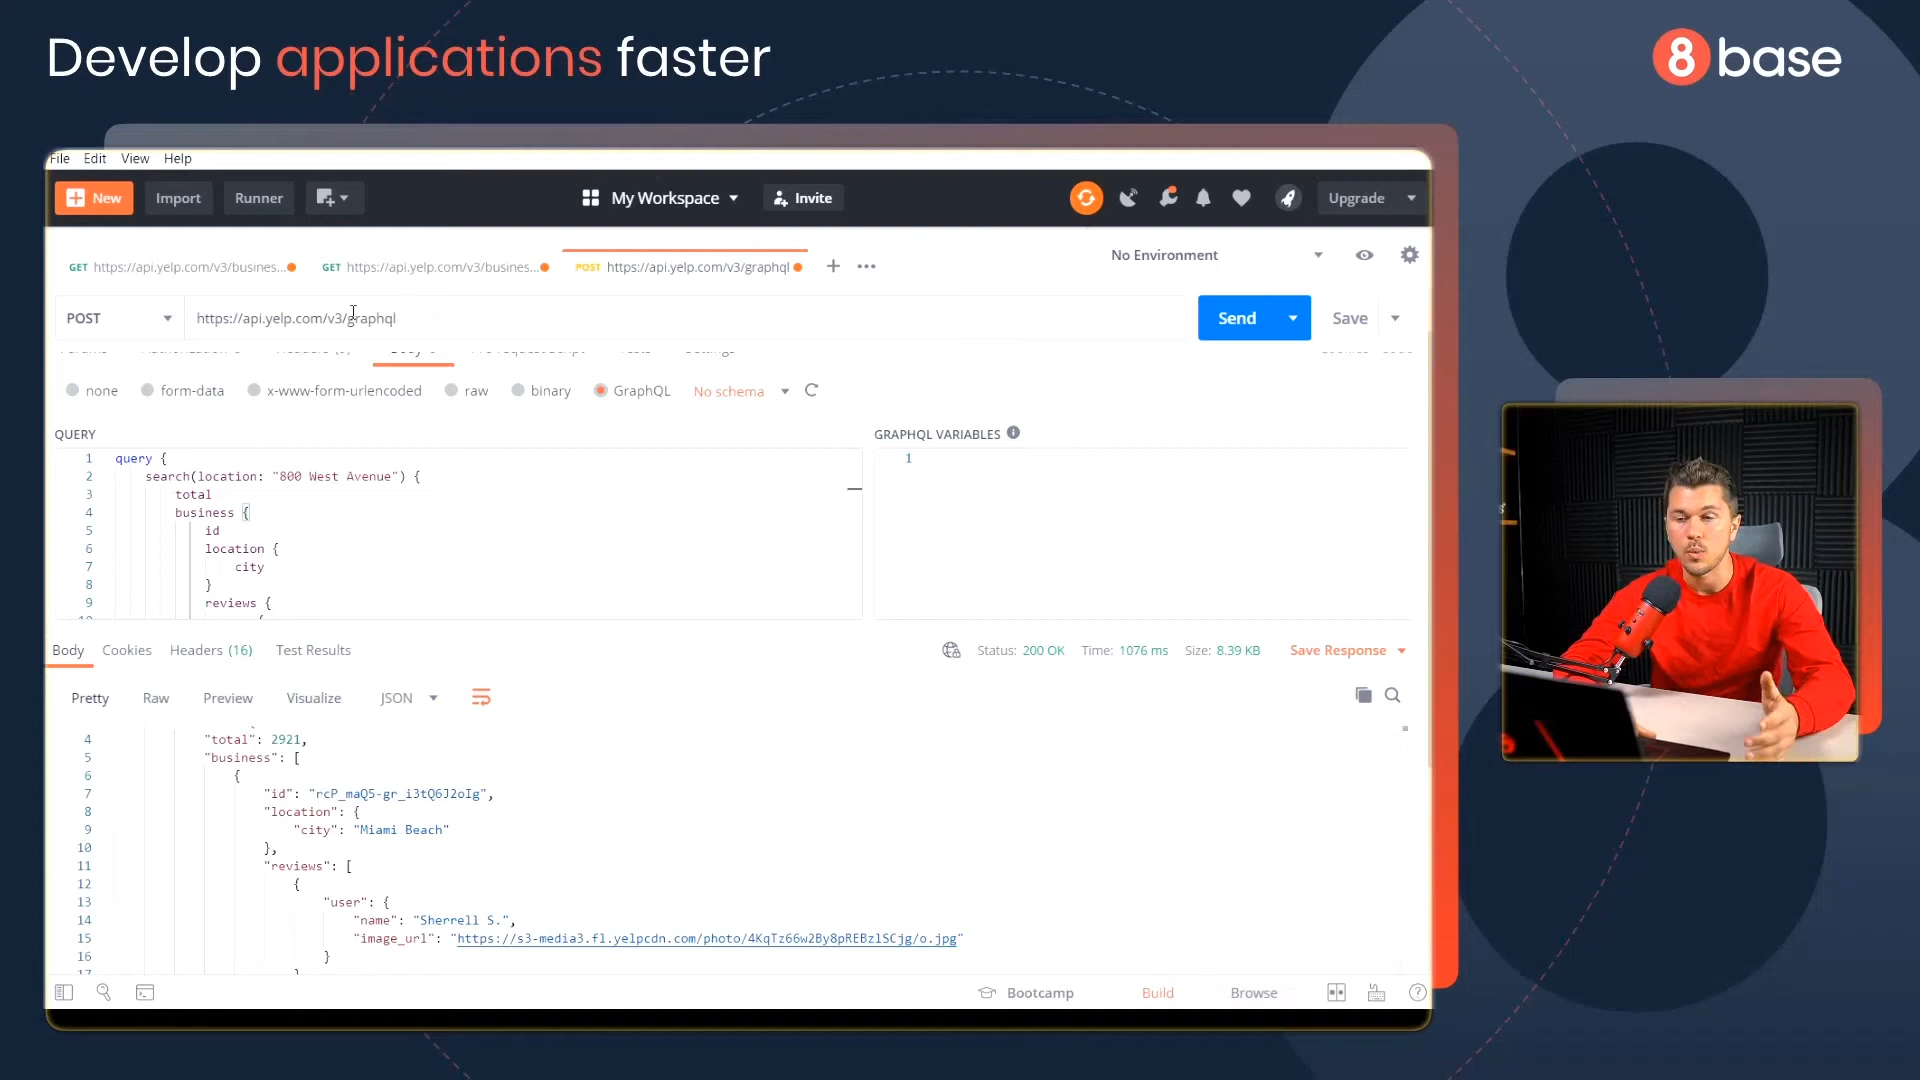 Develop applications faster
8base
File Edit View Help
New Import Runner My Workspace Invite Upgrade
GET https://api.yelp.com/v3/busines... GET https://api.yelp.com/v3/busines... POST https://api.yelp.com/v3/graphql + ••• No Environment
POST https://api.yelp.com/v3/graphql Send Save
none form-data x-www-form-urlencoded raw binary GraphQL No schema
QUERY GRAPHQL VARIABLES
1 query { 1
2 search(location: "800 West Avenue") {
3 total
4 business {
5 id
6 location {
7 city
8 }
9 reviews {
Body Cookies Headers (16) Test Results Status: 200 OK Time: 1076 ms Size: 8.39 KB Save Response
Pretty Raw Preview Visualize JSON
4 "total": 2921,
5 "business": [
6 {
7 "id": "rcP_maQ5-gr_i3tQ6J2oIg",
8 "location": {
9 "city": "Miami Beach"
10 },
11 "reviews": [
12 {
13 "user": {
14 "name": "Sherrell S.",
15 "image_url": "https://s3-media3.fl.yelpcdn.com/photo/4KqTz66w2By8pREBzlSCjg/o.jpg"
16 }
17 }
Bootcamp Build Browse